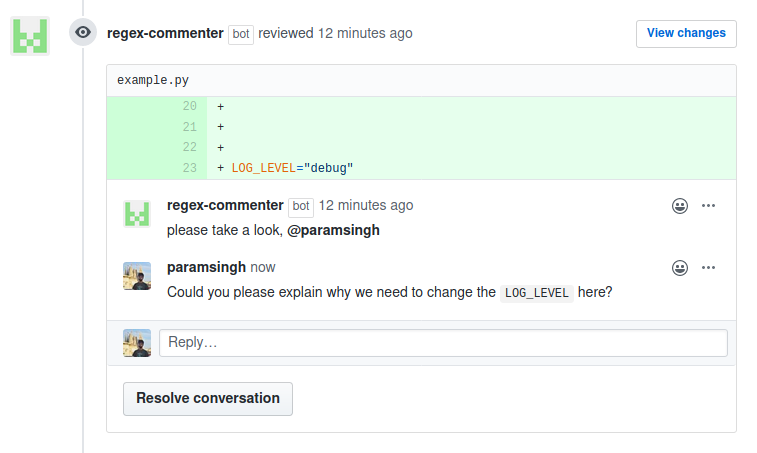 regex-commenter bot reviewed 12 minutes ago
View changes
example.py
20 +
21 +
22 +
23 + LOG_LEVEL="debug"
regex-commenter bot 12 minutes ago
please take a look, @paramsingh
paramsingh now
Could you please explain why we need to change the LOG_LEVEL here?
Reply…
Resolve conversation